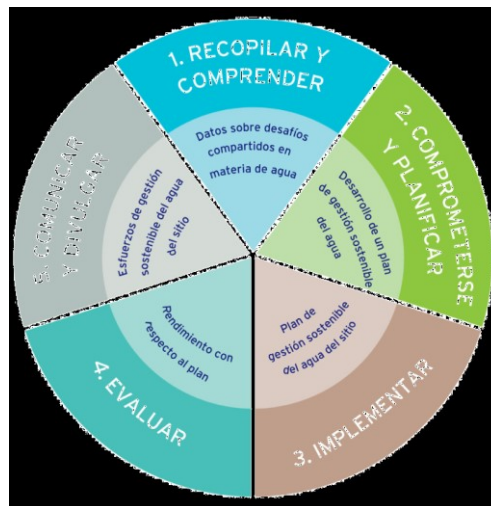 1. RECOPILAR Y
COMPRENDER
Datos sobre desafíos
compartidos en
materia de agua
2. COMPROMETERSE
Y PLANIFICAR
Desarrollo de un plan
de gestión sostenible
del agua
3. IMPLEMENTAR
Plan de
gestión sostenible
del agua del sitio
4. EVALUAR
Rendimiento con
respecto al plan
5. COMUNICAR
Y DIVULGAR
Esfuerzos de gestión
sostenible del agua
del sitio